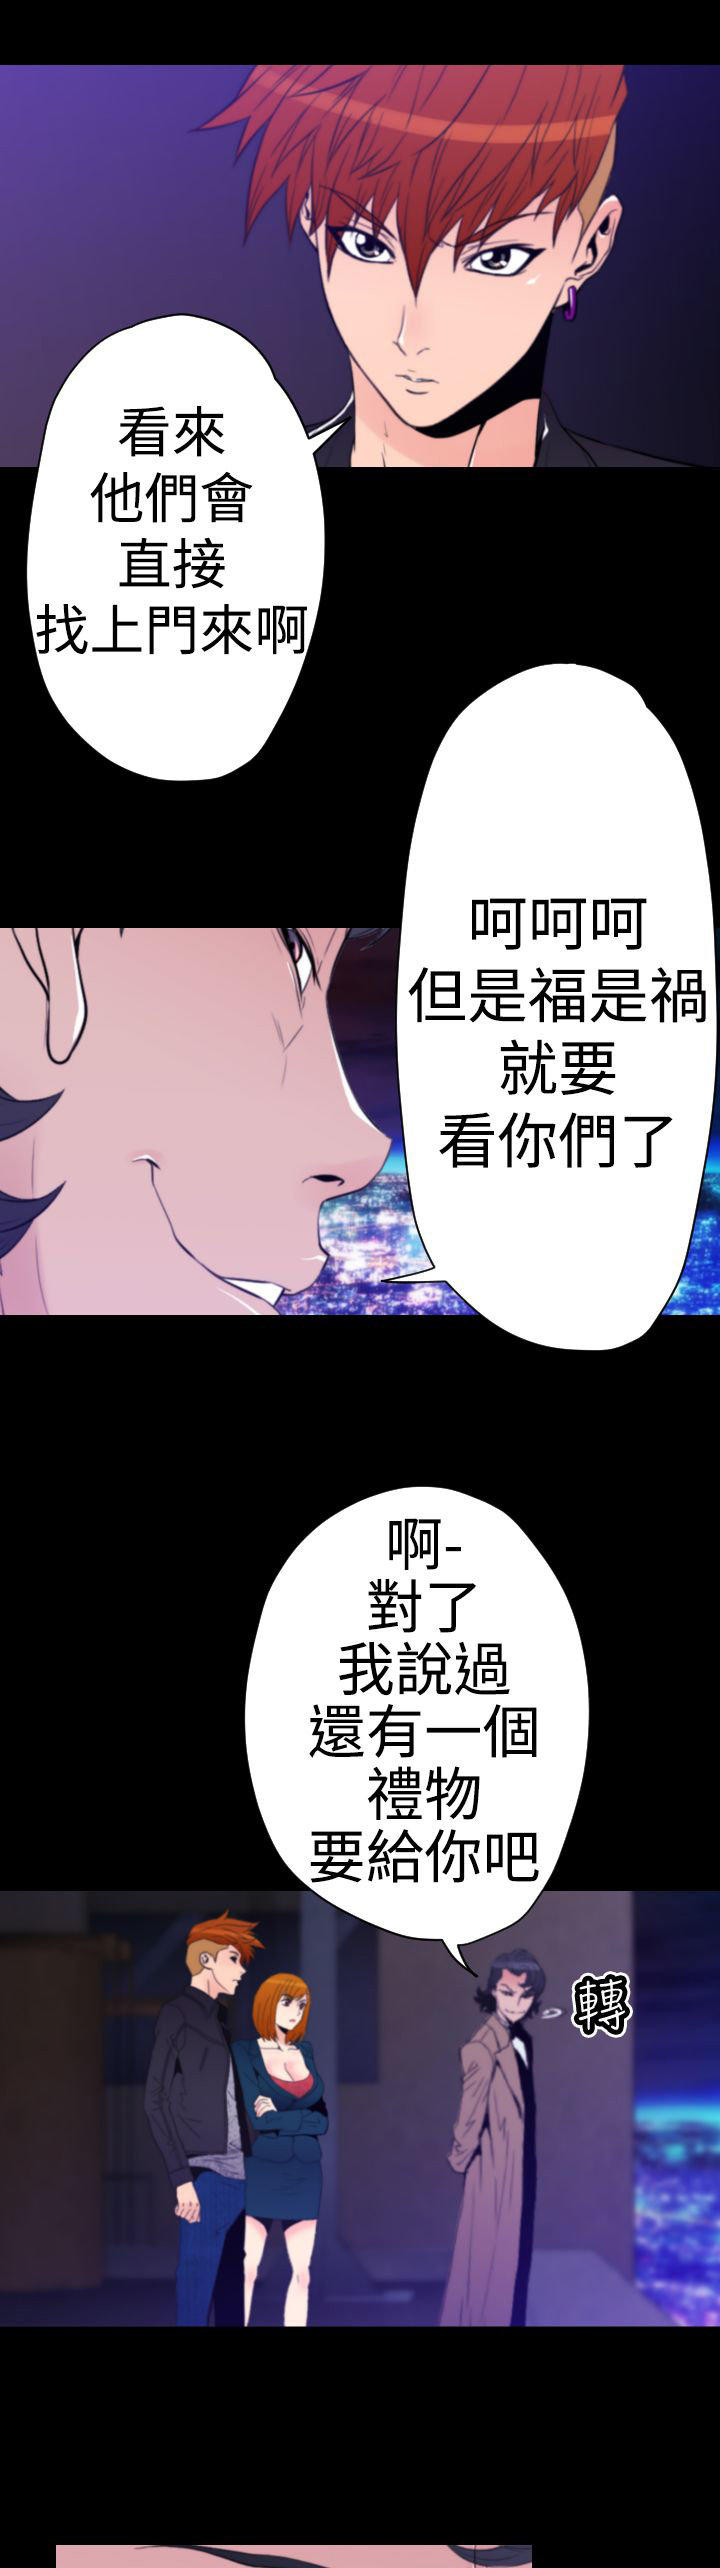 看來
他們會
直接
找上門來啊
呵呵呵
但是福是禍
就要
看你們了
啊-
對了
我說過
還有一個
禮物
要給你吧
轉